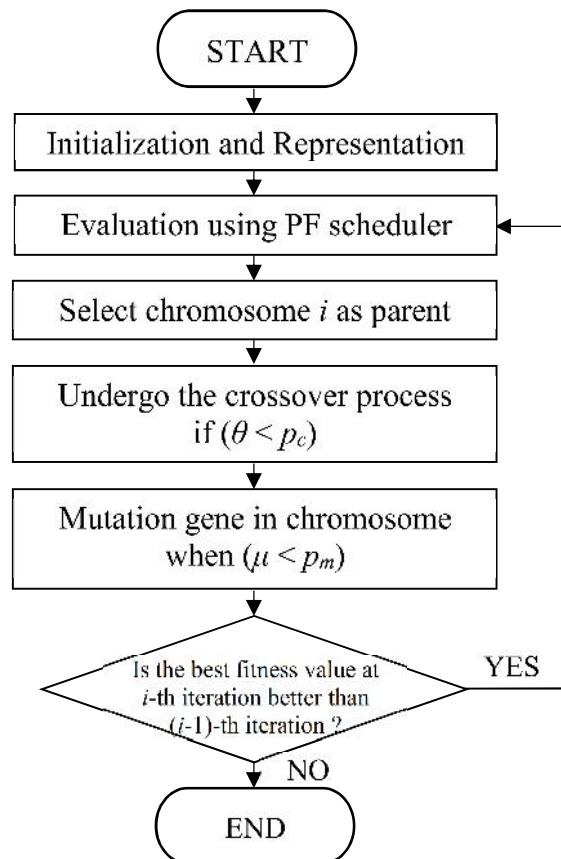 START
Initialization and Representation
Evaluation using PF scheduler
Select chromosome i as parent
Undergo the crossover process
if (θ < pc)
Mutation gene in chromosome
when (μ < pm)
Is the best fitness value at
i-th iteration better than
(i-1)-th iteration ?
YES
NO
END